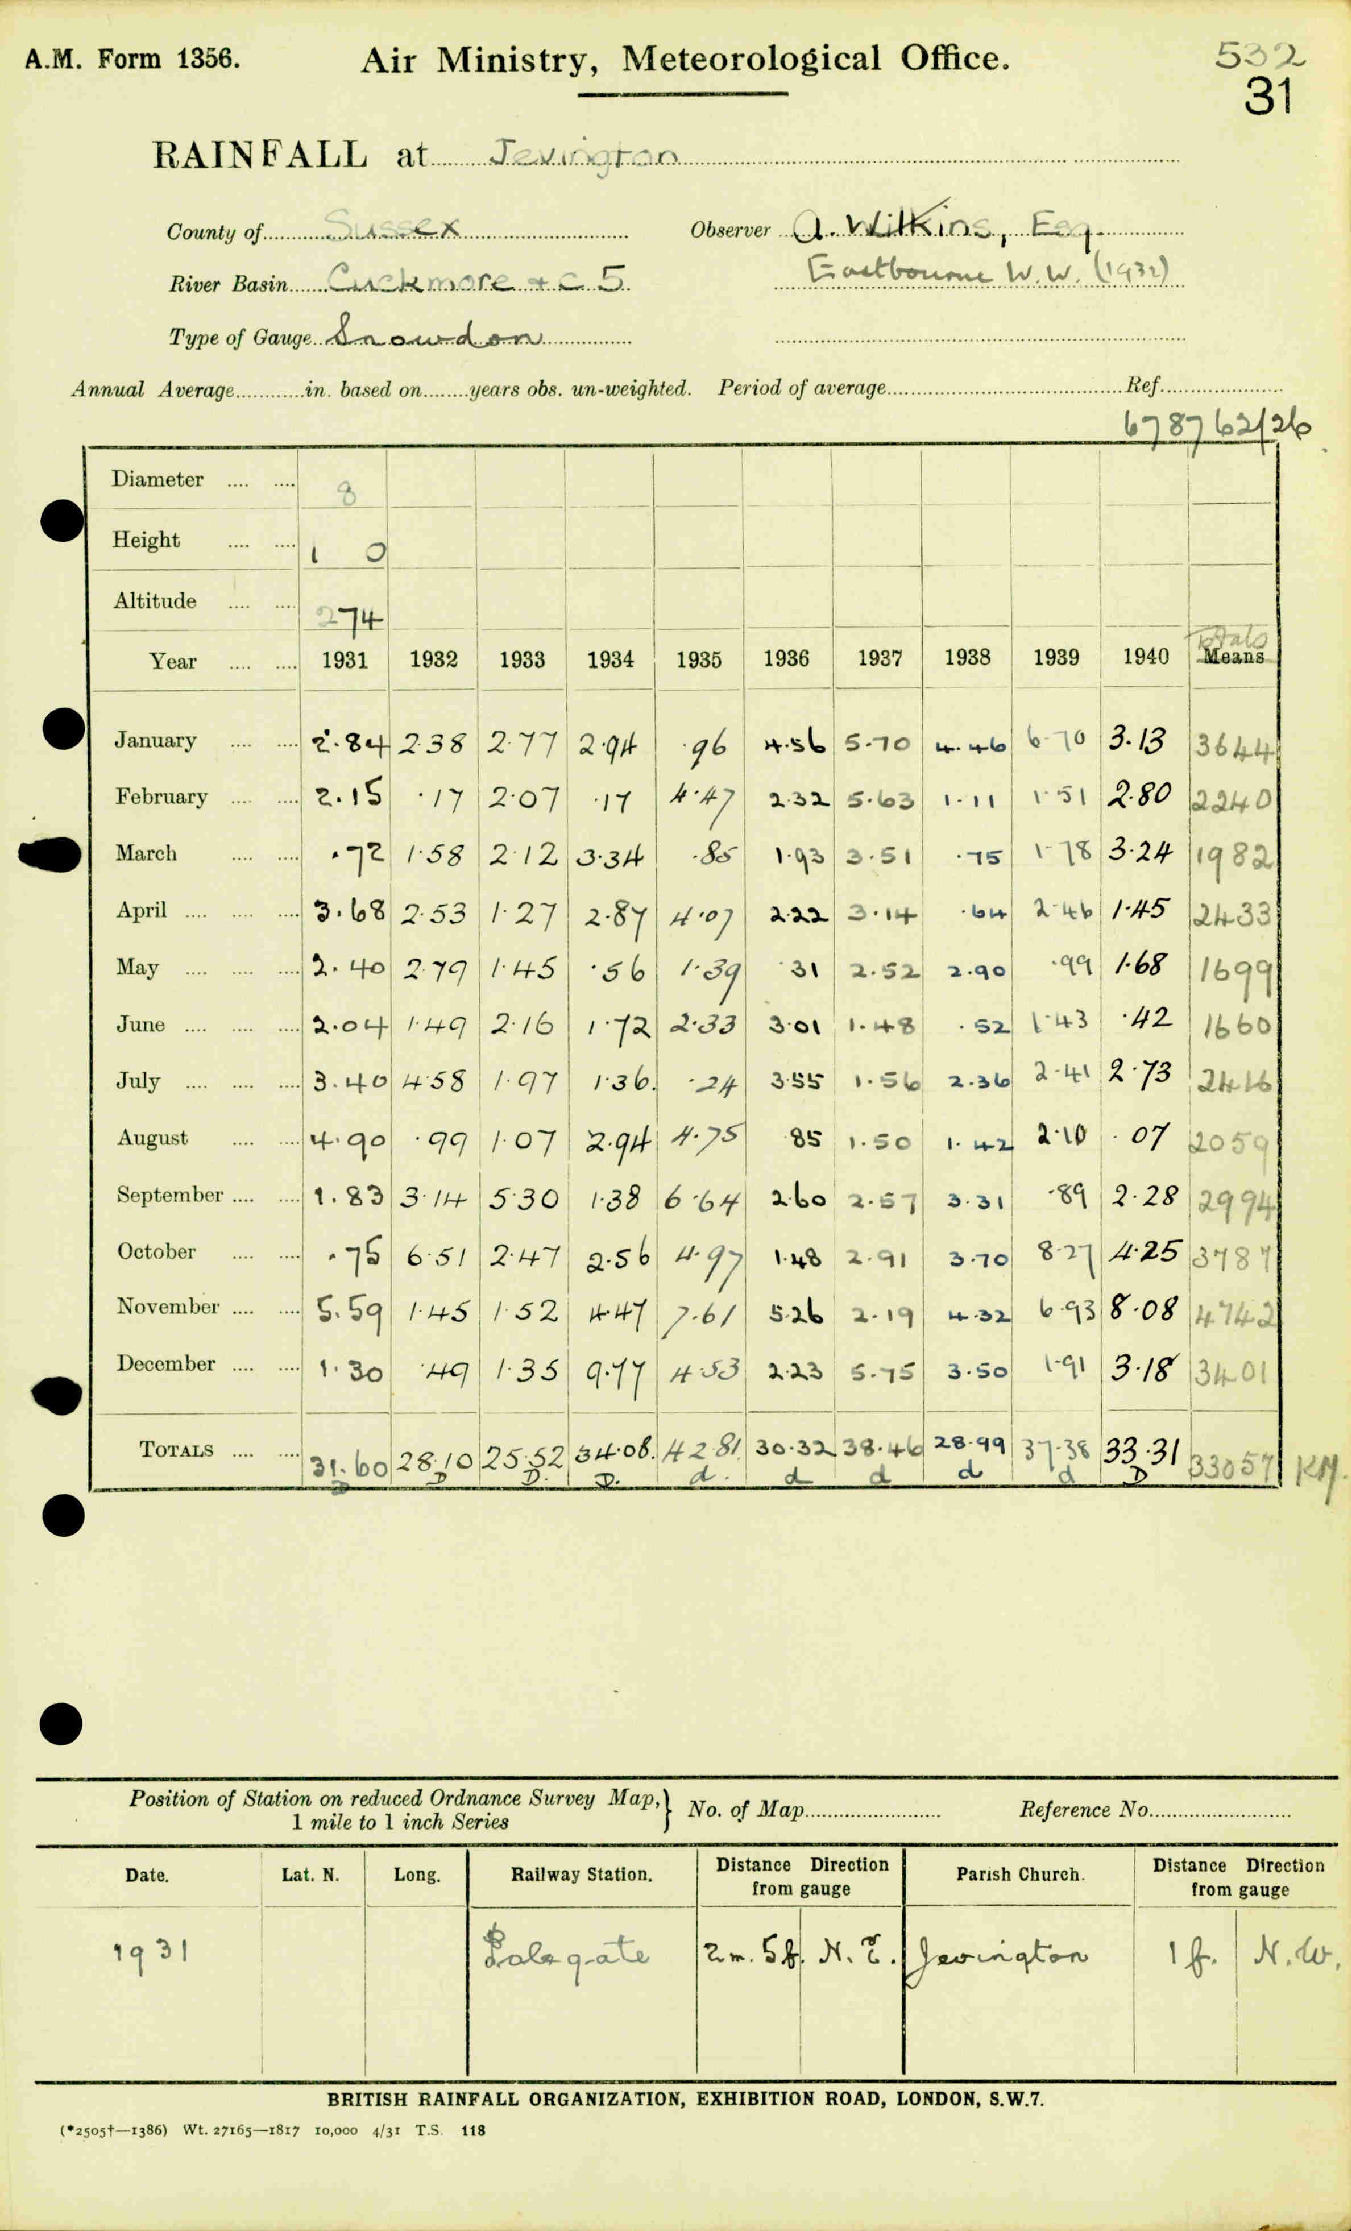 A.M. Form 1356. Air Ministry, Meteorological Office. 532
31
RAINFALL at Jevington
County of Sussex Observer A. Wilkins, Esq.
River Basin Cuckmore + C 5 Eastbourne W.W. (1932)
Type of Gauge Snowdon
Annual Average in. based on years obs. un-weighted. Period of average Ref.
678762/26
Diameter 8
Height 1 0
Altitude 274
Totals
Year 1931 1932 1933 1934 1935 1936 1937 1938 1939 1940 Means
January 2.84 2.38 2.77 2.94 .96 4.56 5.70 4.46 6.70 3.13 3644
February 2.15 .17 2.07 .17 4.47 2.32 5.63 1.11 1.51 2.80 2240
March .72 1.58 2.12 3.34 .85 1.93 3.51 .75 1.78 3.24 1982
April 3.68 2.53 1.27 2.87 4.07 2.22 3.14 .64 2.46 1.45 2433
May 2.40 2.79 1.45 .56 1.39 .31 2.52 2.90 .99 1.68 1699
June 2.04 1.49 2.16 1.72 2.33 3.01 1.48 .52 1.43 .42 1660
July 3.40 4.58 1.97 1.36 .24 3.55 1.56 2.36 2.41 2.73 2416
August 4.90 .99 1.07 2.94 4.75 85 1.50 1.42 2.10 .07 2059
September 1.83 3.14 5.30 1.38 6.64 2.60 2.57 3.31 .89 2.28 2994
October .75 6.51 2.47 2.56 4.97 1.48 2.91 3.70 8.27 4.25 3787
November 5.59 1.45 1.52 4.47 7.61 5.26 2.19 4.32 6.93 8.08 4742
December 1.30 .49 1.35 9.77 4.53 2.23 5.75 3.50 1.91 3.18 3401
TOTALS 31.60 28.10 25.52 34.08 42.81 30.32 38.46 28.99 37.38 33.31 33057 KM.
D D D. D. d. d d d d D
Position of Station on reduced Ordnance Survey Map, } No. of Map Reference No.
1 mile to 1 inch Series
Date. Lat. N. Long. Railway Station. Distance Direction from gauge Parish Church. Distance Direction from gauge
1931 Polegate 2m. 5f. N.E. Jevington 1f. N.W.
BRITISH RAINFALL ORGANIZATION, EXHIBITION ROAD, LONDON, S.W.7.
(*2505†—1386) Wt. 27165—1817 10,000 4/31 T.S. 118